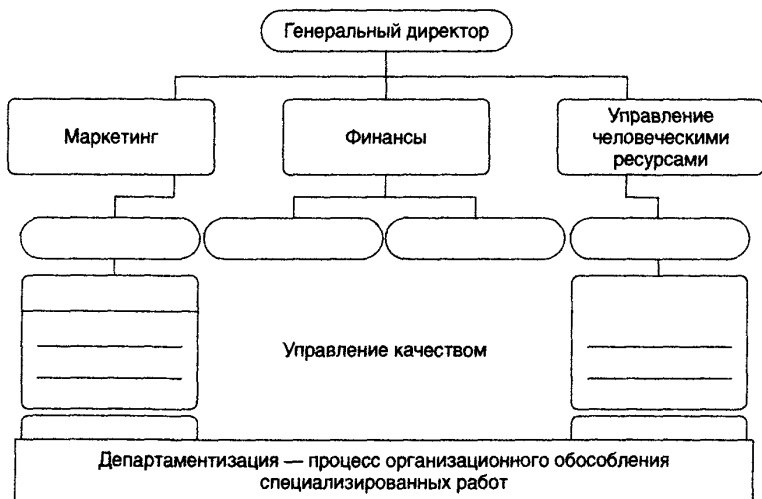 Генеральный директор
Маркетинг
Финансы
Управление
человеческими
ресурсами
Управление качеством
Департаментизация — процесс организационного обособления
специализированных работ